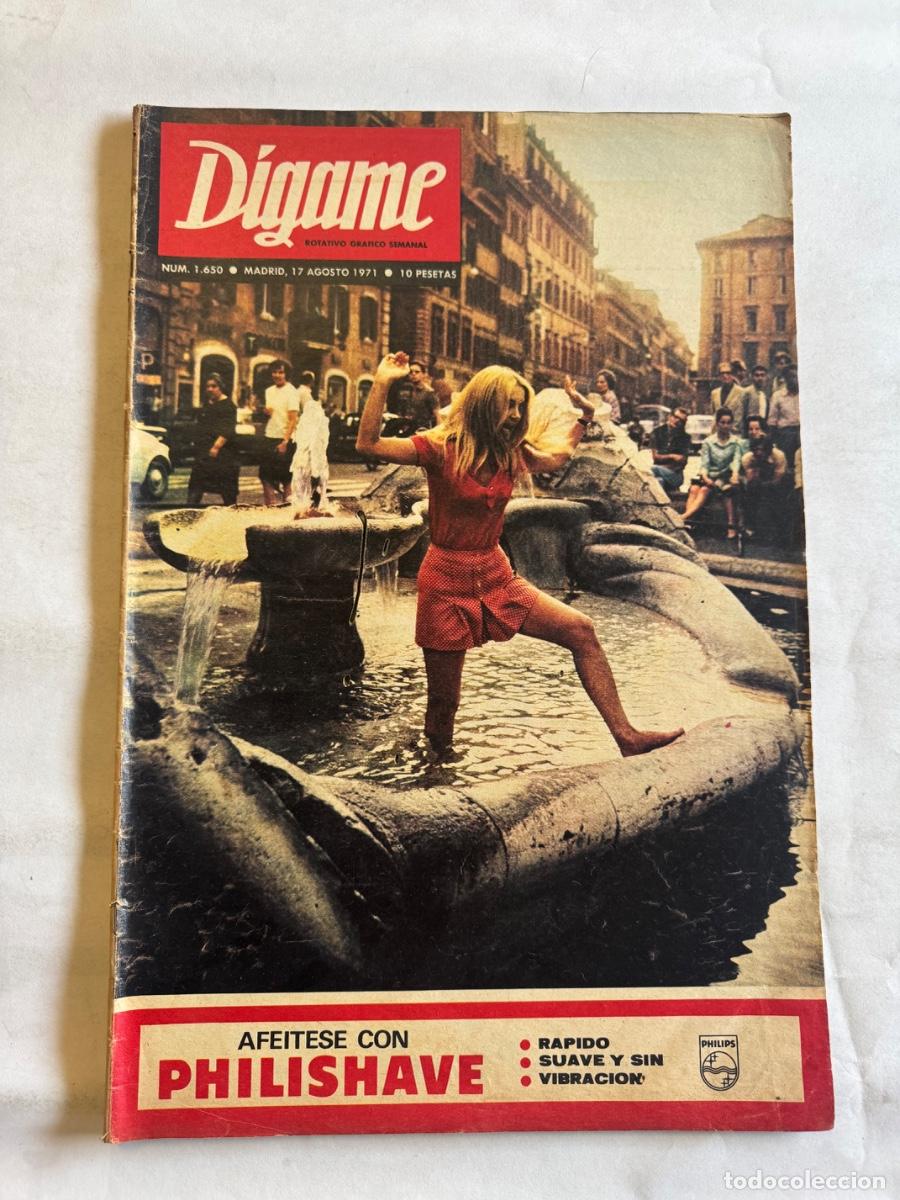 Dígame
ROTATIVO GRAFICO SEMANAL
NUM. 1.650 ● MADRID, 17 AGOSTO 1971 ● 10 PESETAS
P
AFEITESE CON
PHILISHAVE
● RAPIDO
● SUAVE Y SIN
● VIBRACION
PHILIPS
todocoleccion